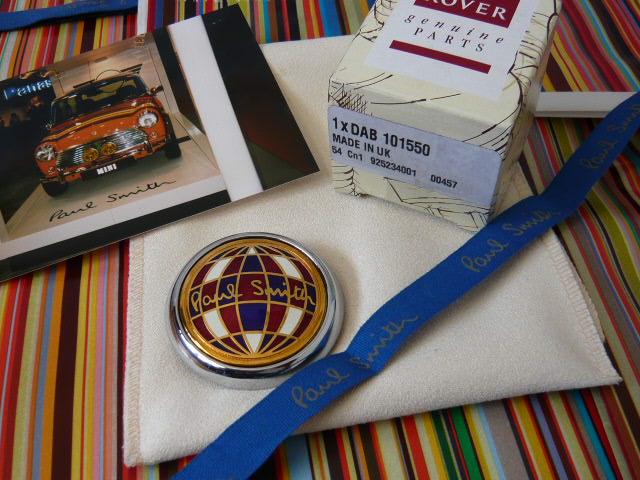 ROVER
genuine
PARTS
1 x DAB 101550
MADE IN UK
54 Cn1 925234001 00457
MINI
Paul Smith
Paul Smith
Paul Smith
Paul Smith
Paul Smith
Paul Smith